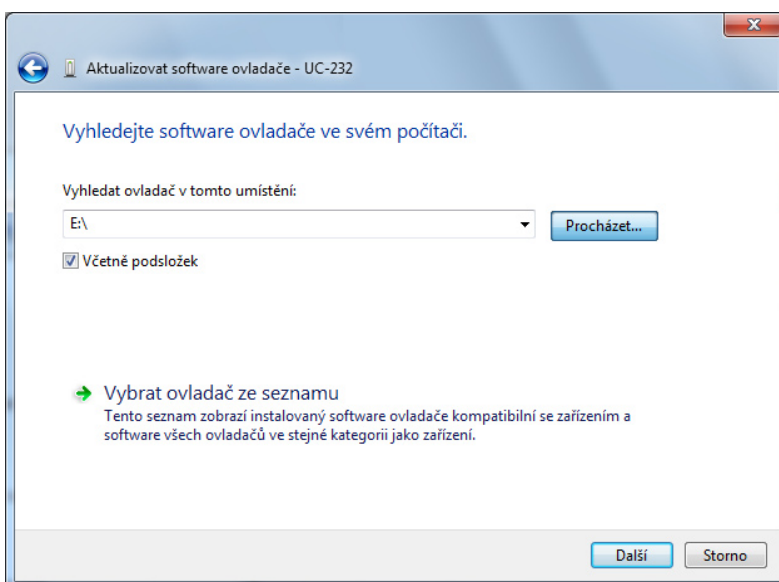 Aktualizovat software ovladače - UC-232
Vyhledejte software ovladače ve svém počítači.
Vyhledat ovladač v tomto umístění:
E:\
Procházet...
Včetně podsložek
Vybrat ovladač ze seznamu
Tento seznam zobrazí instalovaný software ovladače kompatibilní se zařízením a
software všech ovladačů ve stejné kategorii jako zařízení.
Další
Storno